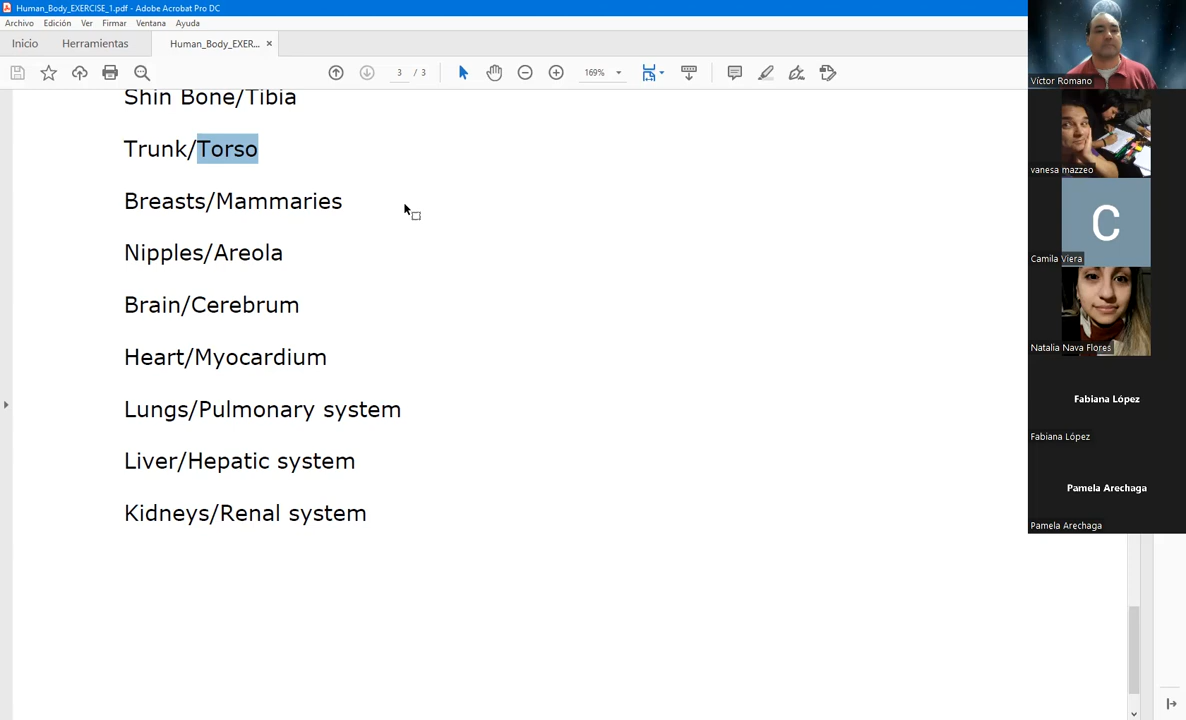 Human_Body_EXERCISE_1.pdf - Adobe Acrobat Pro DC
Archivo Edición Ver Firmar Ventana Ayuda
Inicio Herramientas Human_Body_EXER... ×
3 / 3 169%
Shin Bone/Tibia
Trunk/Torso
Breasts/Mammaries
Nipples/Areola
Brain/Cerebrum
Heart/Myocardium
Lungs/Pulmonary system
Liver/Hepatic system
Kidneys/Renal system
Víctor Romano
vanesa mazzeo
C
Camila Viera
Natalia Nava Flores
Fabiana López
Fabiana López
Pamela Arechaga
Pamela Arechaga